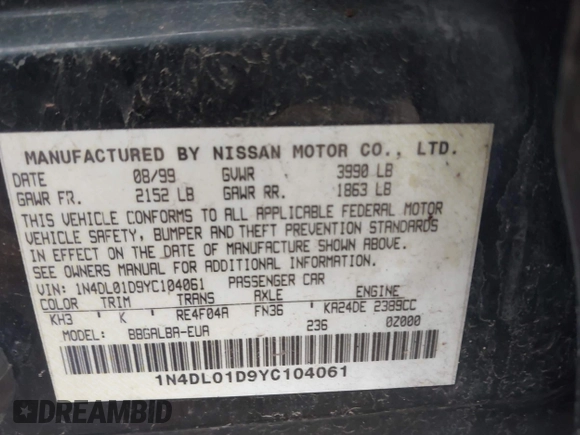 MANUFACTURED BY NISSAN MOTOR CO., LTD.
DATE 08/99 GVWR 3990 LB
GAWR FR. 2152 LB GAWR RR. 1863 LB
THIS VEHICLE CONFORMS TO ALL APPLICABLE FEDERAL MOTOR
VEHICLE SAFETY, BUMPER AND THEFT PREVENTION STANDARDS
IN EFFECT ON THE DATE OF MANUFACTURE SHOWN ABOVE.
SEE OWNERS MANUAL FOR ADDITIONAL INFORMATION.
VIN: 1N4DL01D9YC104061 PASSENGER CAR
COLOR TRIM TRANS AXLE ENGINE
KH3 K RE4F04A FN36 KA24DE 2389CC
MODEL: BBGALBA-EUA 236 0Z000
1N4DL01D9YC104061
DREAMBID